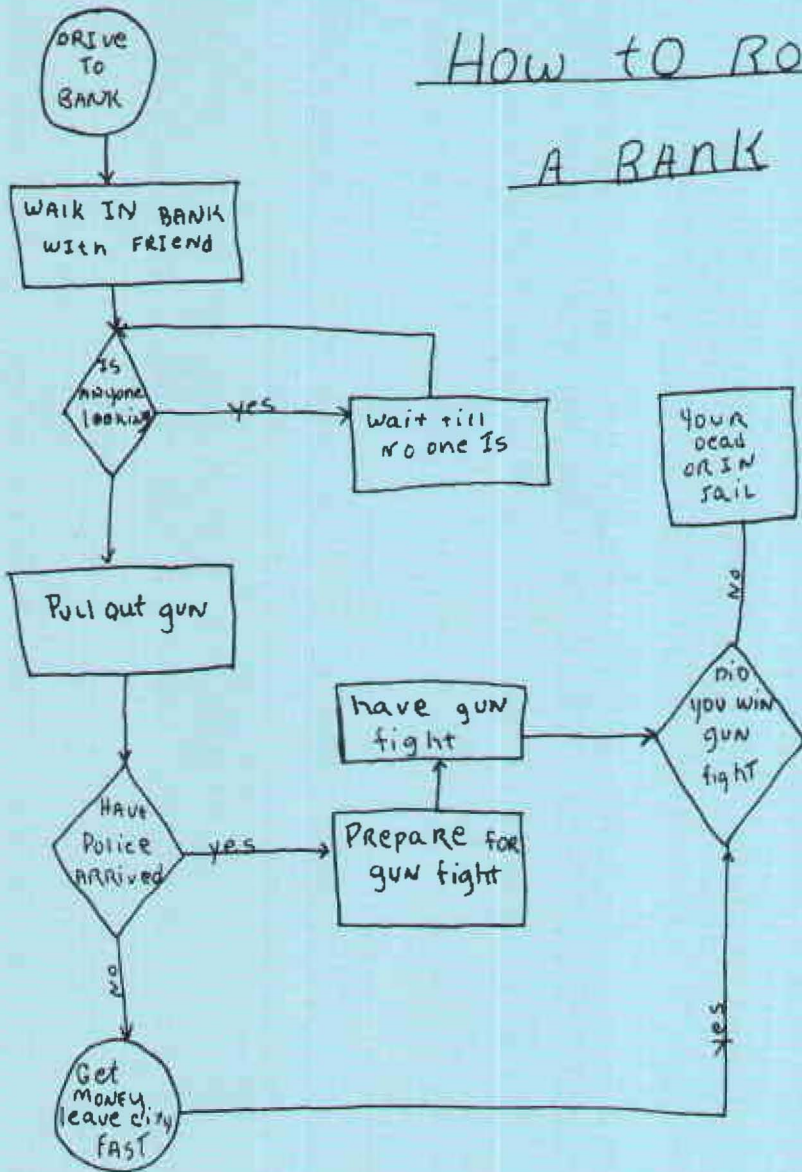 HOW tO RO
A BANK
DRIVe
TO
BANK
WALK IN BANK
WITh FRIEND
Is
ANyone
looking
yes
Wait till
No one Is
Pull out gun
HAVe
Police
ARRived
yes
Prepare FOR
gun fight
have gun
fight
DID
YOU WIN
gun
fighT
No
YOUR
Dead
OR IN
Jail
yes
No
Get
MONEY
leave city
FAST